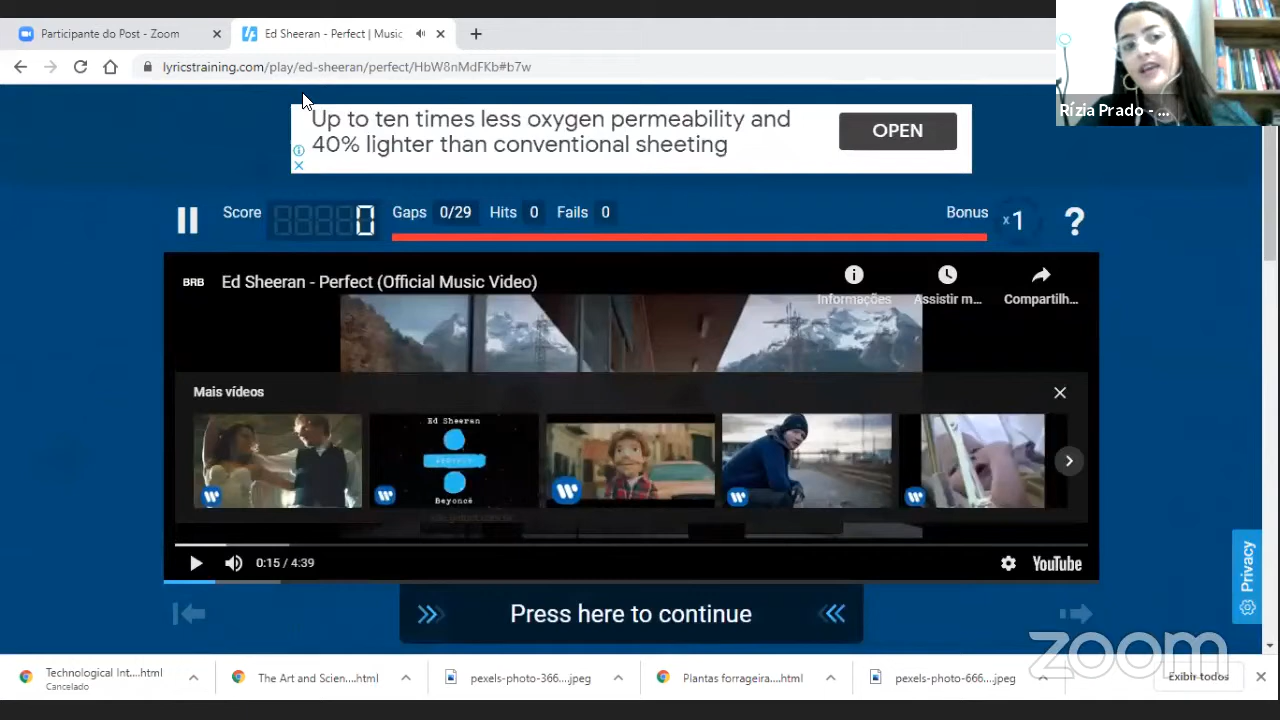 Participante do Post - Zoom
Ed Sheeran - Perfect | Music
lyricstraining.com/play/ed-sheeran/perfect/HbW8nMdFKb#b7w
Rízia Prado - ...
Up to ten times less oxygen permeability and
40% lighter than conventional sheeting
OPEN
Score 0 Gaps 0/29 Hits 0 Fails 0 Bonus x1 ?
BRB Ed Sheeran - Perfect (Official Music Video)
Informações Assistir m... Compartilh...
Mais vídeos
Ed Sheeran
Beyoncé
0:15 / 4:39
YouTube
Privacy
Press here to continue
zoom
Technological Int....html
Cancelado
The Art and Scien....html
pexels-photo-366....jpeg
Plantas forrageira....html
pexels-photo-666....jpeg
Exibir todos